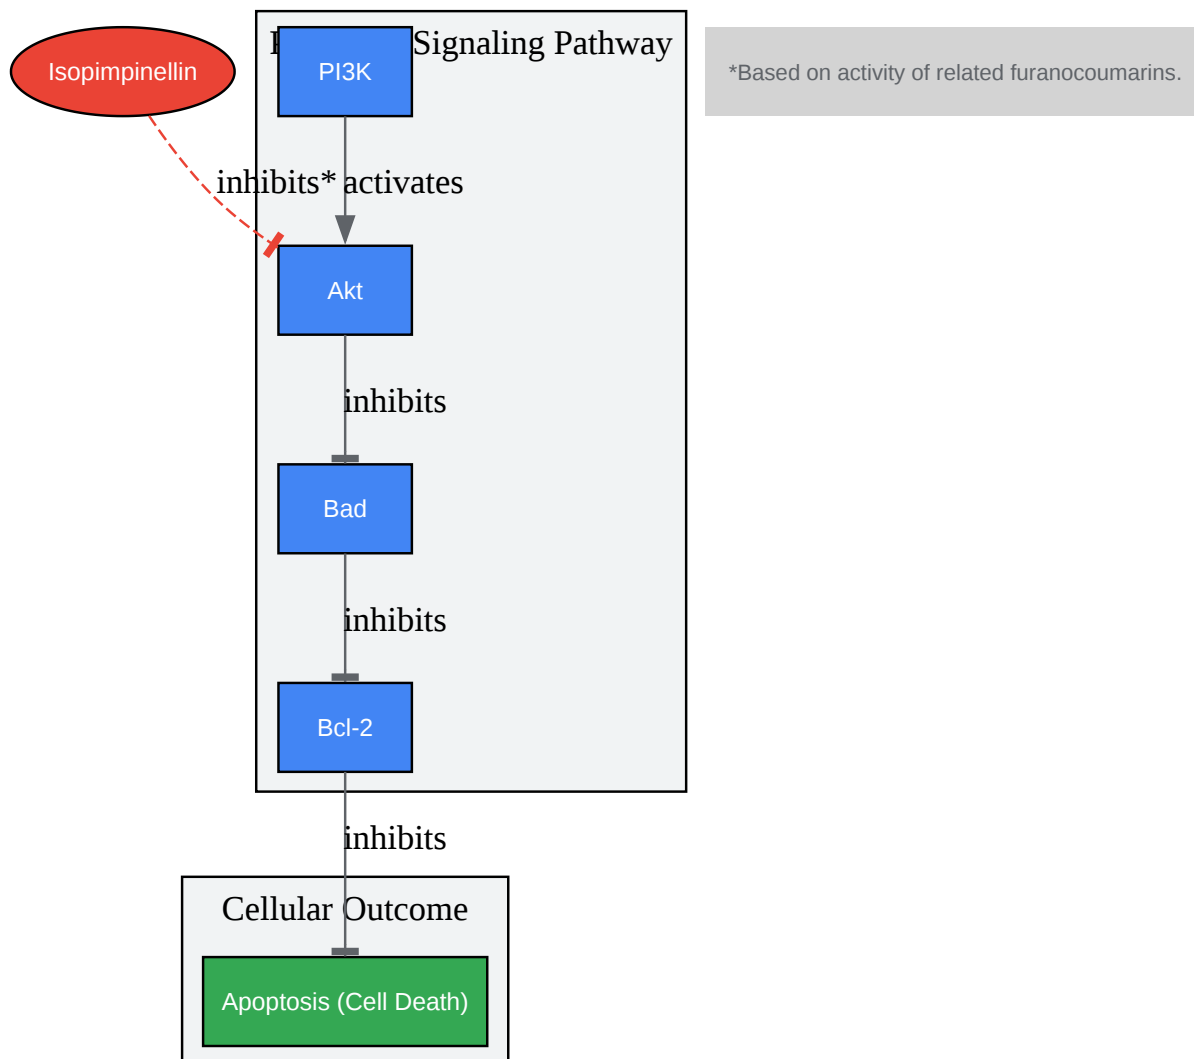 Signaling Pathway
Isopimpinellin
PI3K
*Based on activity of related furanocoumarins.
inhibits*
activates
Akt
inhibits
Bad
inhibits
Bcl-2
inhibits
Cellular Outcome
Apoptosis (Cell Death)